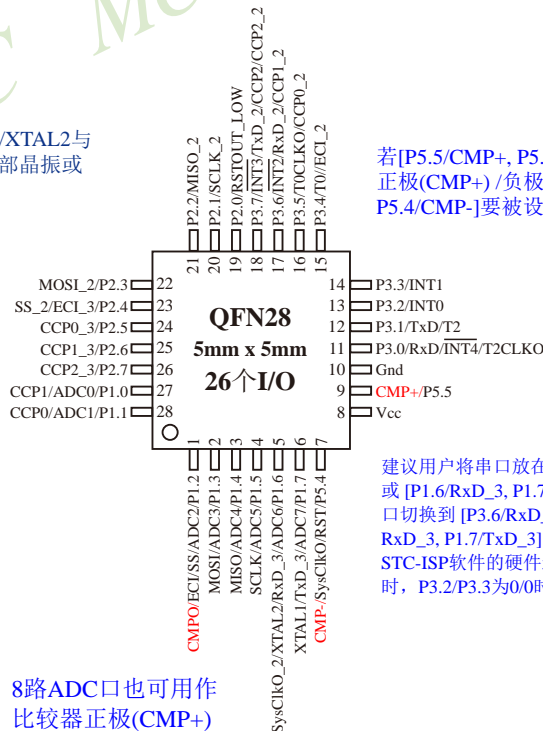 /XTAL2与
部晶振或
P2.2/MISO_2
P2.1/SCLK_2
P2.0/RSTOUT_LOW
P3.7/INT3/TxD_2/CCP2/CCP2_2
P3.6/INT2/RxD_2/CCP1_2
P3.5/T0CLKO/CCP0_2
P3.4/T0//ECI_2
若[P5.5/CMP+, P5.
正极(CMP+) /负极
P5.4/CMP-]要被设
21
20
19
18
17
16
15
MOSI_2/P2.3 22
SS_2/ECI_3/P2.4 23
CCP0_3/P2.5 24
CCP1_3/P2.6 25
CCP2_3/P2.7 26
CCP1/ADC0/P1.0 27
CCP0/ADC1/P1.1 28
QFN28
5mm x 5mm
26个I/O
14 P3.3/INT1
13 P3.2/INT0
12 P3.1/TxD/T2
11 P3.0/RxD/INT4/T2CLKO
10 Gnd
9 CMP+/P5.5
8 Vcc
1
2
3
4
5
6
7
CMPO/ECI/SS/ADC2/P1.2
MOSI/ADC3/P1.3
MISO/ADC4/P1.4
SCLK/ADC5/P1.5
SysClkO_2/XTAL2/RxD_3/ADC6/P1.6
XTAL1/TxD_3/ADC7/P1.7
CMP-/SysClkO/RST/P5.4
建议用户将串口放在
或 [P1.6/RxD_3, P1.7
口切换到 [P3.6/RxD_
RxD_3, P1.7/TxD_3]
STC-ISP软件的硬件
时，P3.2/P3.3为0/0时
8路ADC口也可用作
比较器正极(CMP+)